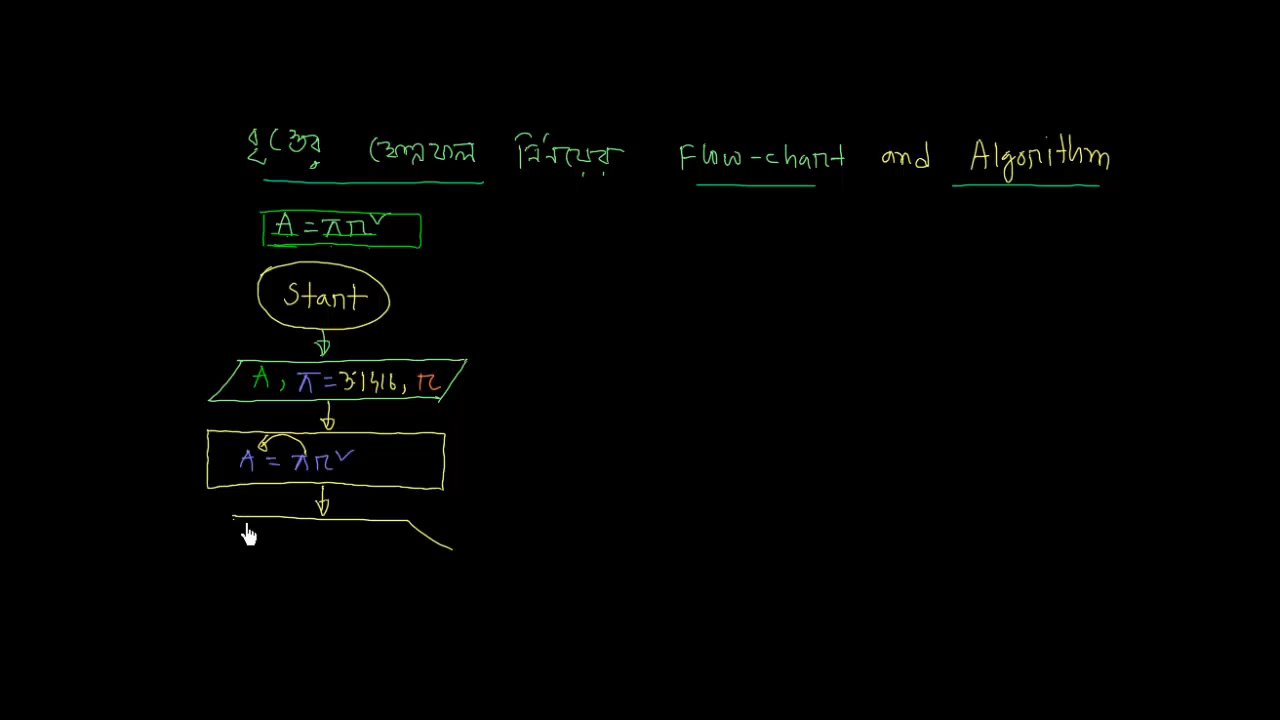 বৃত্তের ক্ষেত্রফল নির্ণয়ের Flow-chart and Algorithm
A = πr²
Start
A, π = 3.1416, r
A = πr²